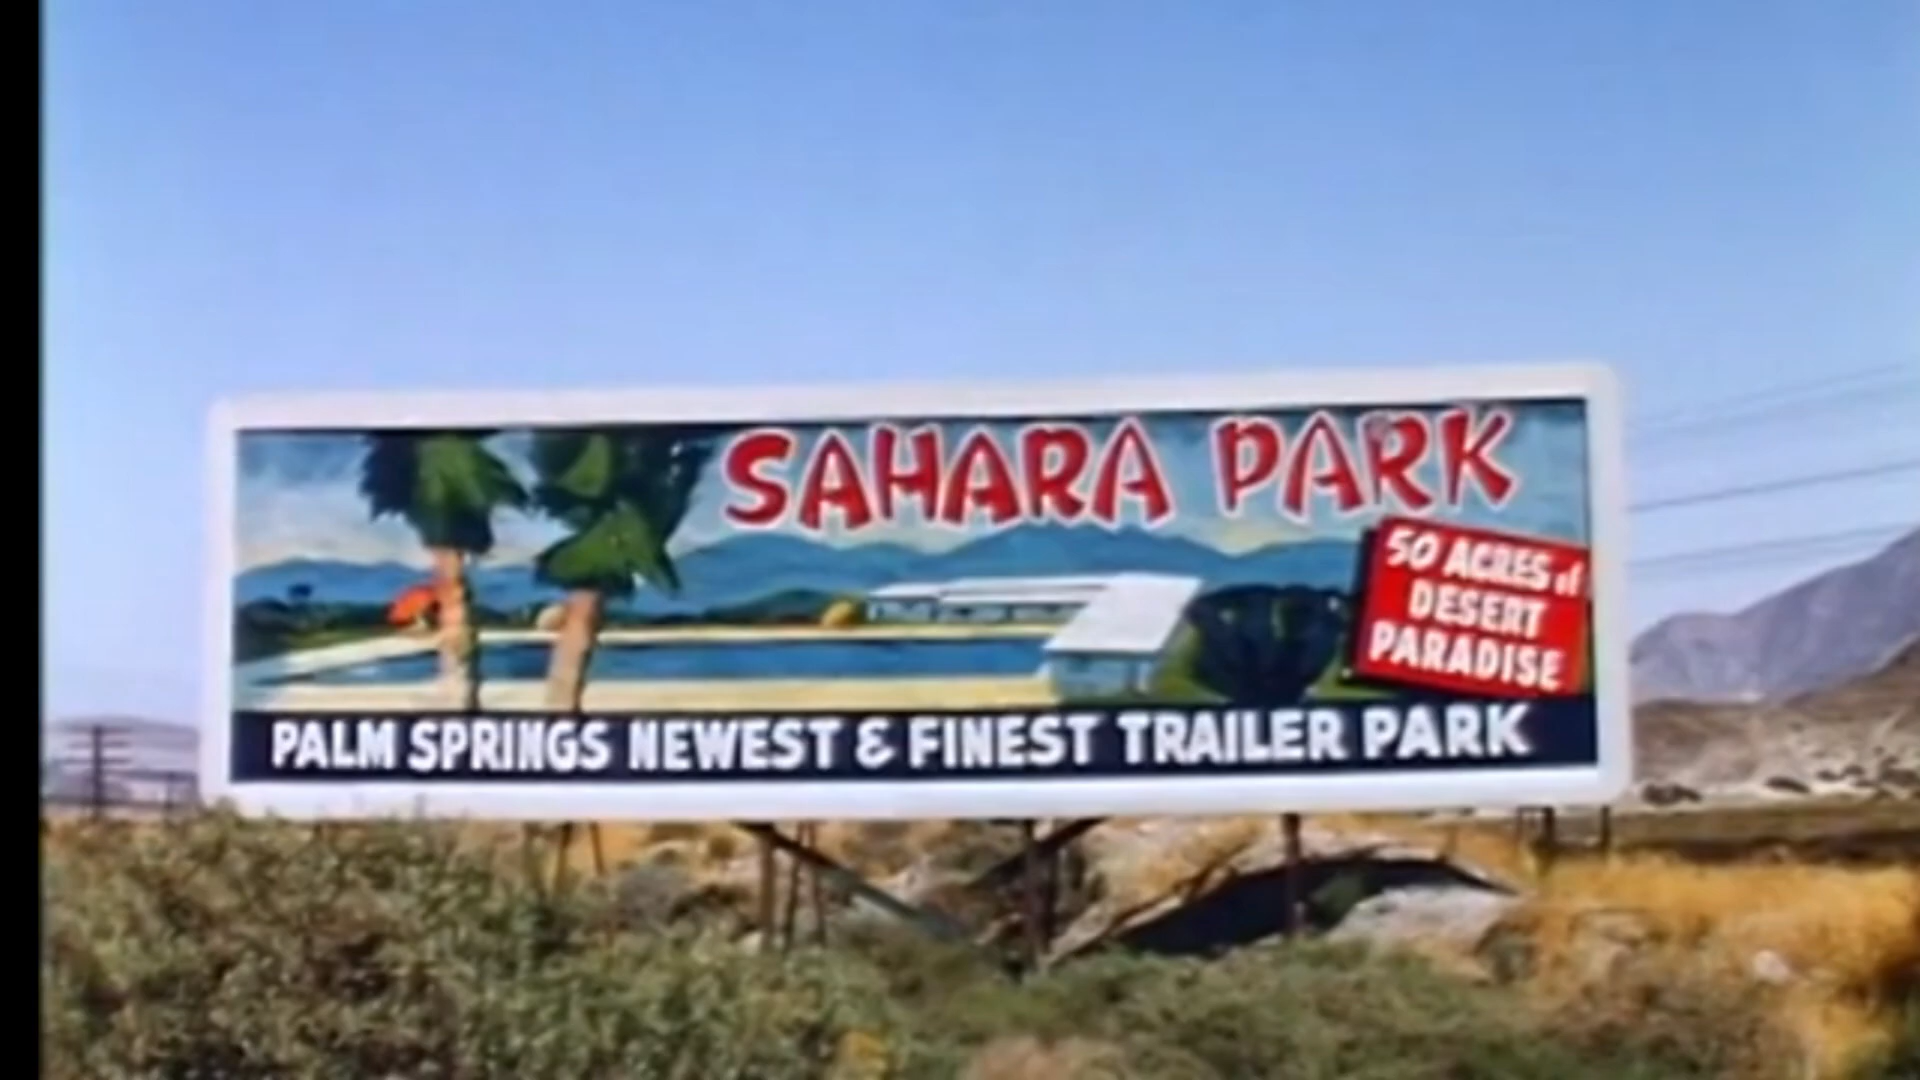 SAHARA PARK
50 ACRES of
DESERT
PARADISE
PALM SPRINGS NEWEST & FINEST TRAILER PARK